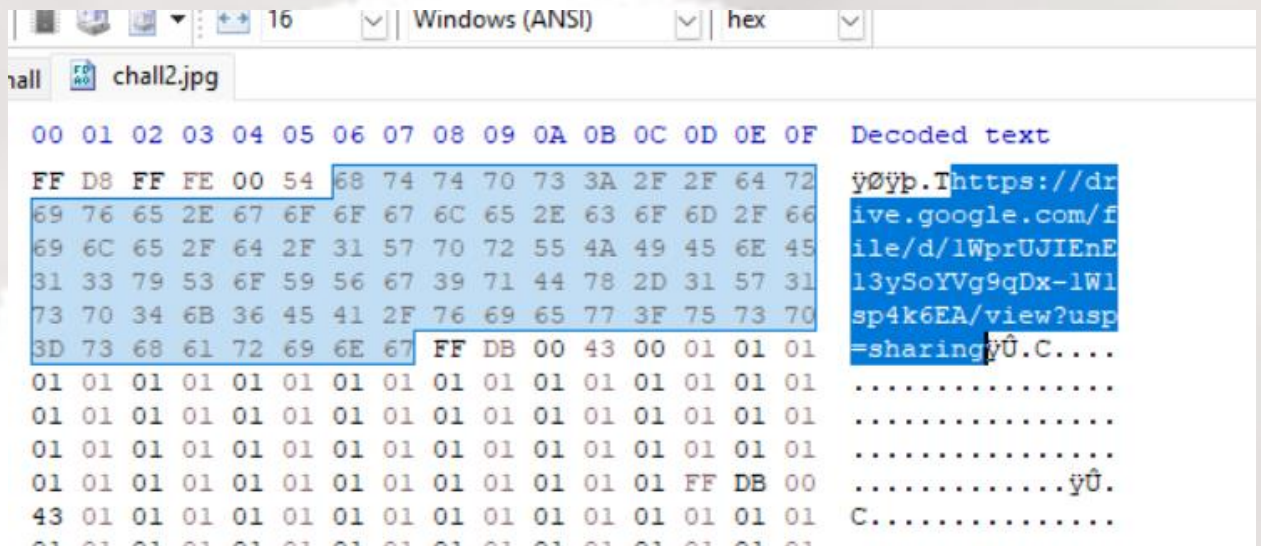 16 Windows (ANSI) hex
hall chall2.jpg
00 01 02 03 04 05 06 07 08 09 0A 0B 0C 0D 0E 0F Decoded text
FF D8 FF FE 00 54 68 74 74 70 73 3A 2F 2F 64 72 ÿØÿþ.Thttps://dr
69 76 65 2E 67 6F 6F 67 6C 65 2E 63 6F 6D 2F 66 ive.google.com/f
69 6C 65 2F 64 2F 31 57 70 72 55 4A 49 45 6E 45 ile/d/1WprUJIEnE
31 33 79 53 6F 59 56 67 39 71 44 78 2D 31 57 31 13ySoYVg9qDx-1W1
73 70 34 6B 36 45 41 2F 76 69 65 77 3F 75 73 70 sp4k6EA/view?usp
3D 73 68 61 72 69 6E 67 FF DB 00 43 00 01 01 01 =sharingÿÛ.C....
01 01 01 01 01 01 01 01 01 01 01 01 01 01 01 01 ................
01 01 01 01 01 01 01 01 01 01 01 01 01 01 01 01 ................
01 01 01 01 01 01 01 01 01 01 01 01 01 01 01 01 ................
01 01 01 01 01 01 01 01 01 01 01 01 01 FF DB 00 .............ÿÛ.
43 01 01 01 01 01 01 01 01 01 01 01 01 01 01 01 C...............